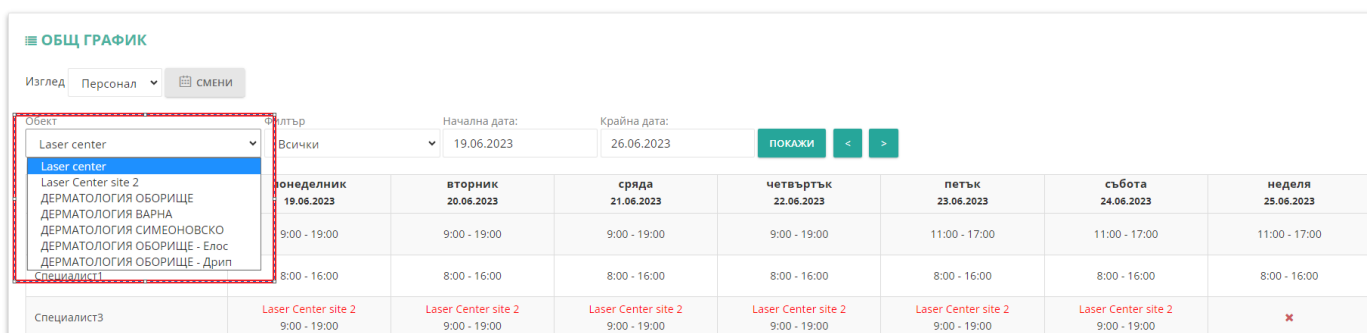 ОБЩ ГРАФИК
Изглед Персонал СМЕНИ
Обект Филтър Начална дата: Крайна дата:
Laser center Всички 19.06.2023 26.06.2023 ПОКАЖИ < >
Laser center
Laser Center site 2
ДЕРМАТОЛОГИЯ ОБОРИЩЕ
ДЕРМАТОЛОГИЯ ВАРНА
ДЕРМАТОЛОГИЯ СИМЕОНОВСКО
ДЕРМАТОЛОГИЯ ОБОРИЩЕ - Елос
ДЕРМАТОЛОГИЯ ОБОРИЩЕ - Дрип
понеделник вторник сряда четвъртък петък събота неделя
19.06.2023 20.06.2023 21.06.2023 22.06.2023 23.06.2023 24.06.2023 25.06.2023
9:00 - 19:00 9:00 - 19:00 9:00 - 19:00 9:00 - 19:00 11:00 - 17:00 11:00 - 17:00 11:00 - 17:00
Специалист1 8:00 - 16:00 8:00 - 16:00 8:00 - 16:00 8:00 - 16:00 8:00 - 16:00 8:00 - 16:00 8:00 - 16:00
Laser Center site 2 Laser Center site 2 Laser Center site 2 Laser Center site 2 Laser Center site 2 Laser Center site 2
Специалист3 9:00 - 19:00 9:00 - 19:00 9:00 - 19:00 9:00 - 19:00 9:00 - 19:00 9:00 - 19:00